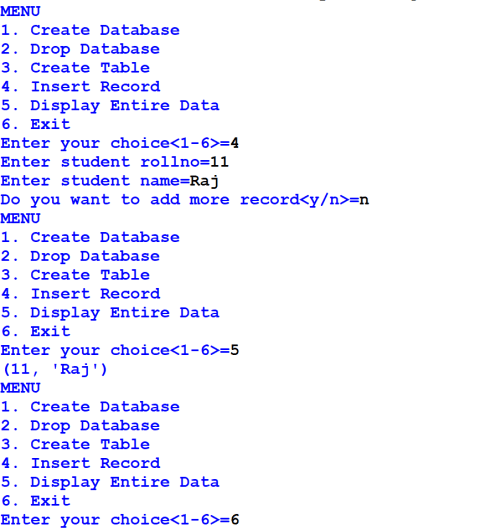 MENU
1. Create Database
2. Drop Database
3. Create Table
4. Insert Record
5. Display Entire Data
6. Exit
Enter your choice<1-6>=4
Enter student rollno=11
Enter student name=Raj
Do you want to add more record<y/n>=n
MENU
1. Create Database
2. Drop Database
3. Create Table
4. Insert Record
5. Display Entire Data
6. Exit
Enter your choice<1-6>=5
(11, 'Raj')
MENU
1. Create Database
2. Drop Database
3. Create Table
4. Insert Record
5. Display Entire Data
6. Exit
Enter your choice<1-6>=6